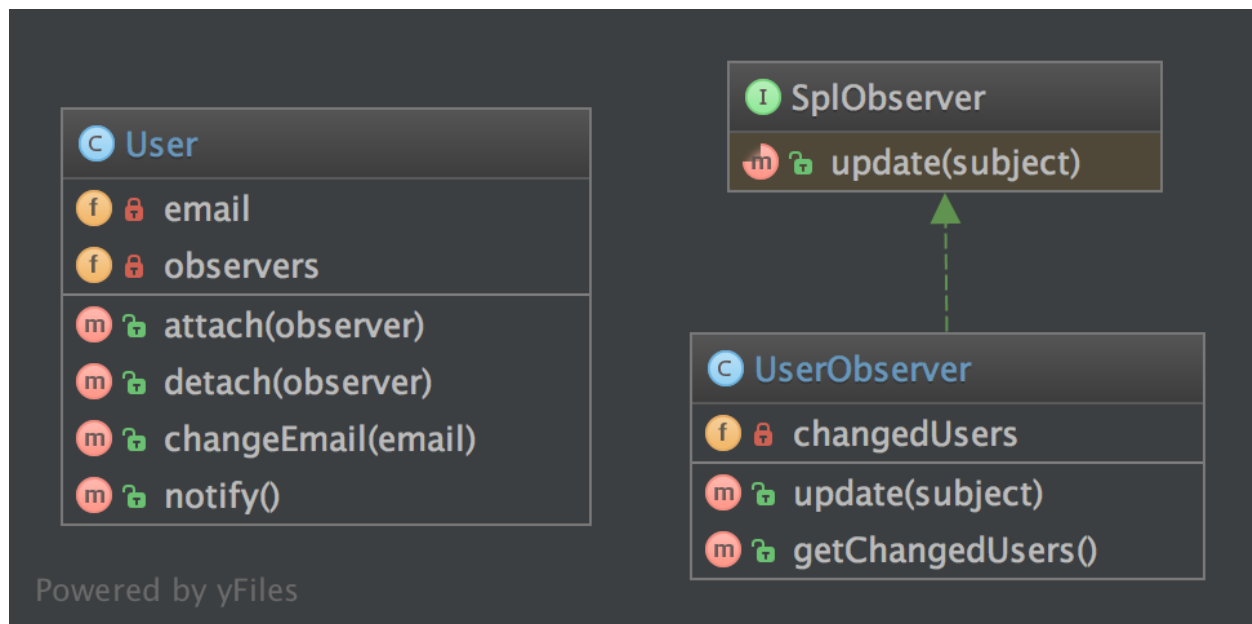 C User
f email
f observers
m attach(observer)
m detach(observer)
m changeEmail(email)
m notify()
I SplObserver
m update(subject)
C UserObserver
f changedUsers
m update(subject)
m getChangedUsers()
Powered by yFiles